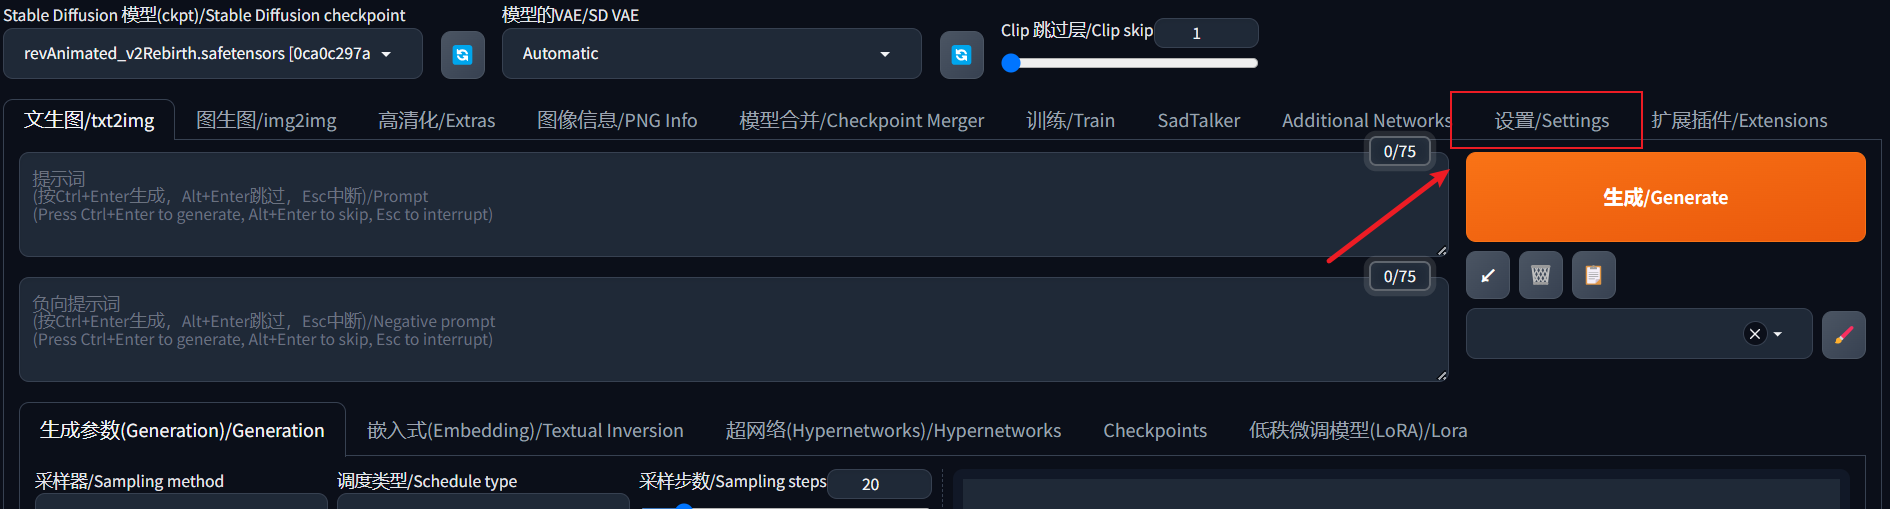 Stable Diffusion 模型(ckpt)/Stable Diffusion checkpoint
模型的VAE/SD VAE
Clip 跳过层/Clip skip
1
revAnimated_v2Rebirth.safetensors [0ca0c297a
Automatic
文生图/txt2img
图生图/img2img
高清化/Extras
图像信息/PNG Info
模型合并/Checkpoint Merger
训练/Train
SadTalker
Additional Networks
设置/Settings
扩展插件/Extensions
0/75
提示词
(按Ctrl+Enter生成，Alt+Enter跳过，Esc中断)/Prompt
(Press Ctrl+Enter to generate, Alt+Enter to skip, Esc to interrupt)
生成/Generate
0/75
负向提示词
(按Ctrl+Enter生成，Alt+Enter跳过，Esc中断)/Negative prompt
(Press Ctrl+Enter to generate, Alt+Enter to skip, Esc to interrupt)
生成参数(Generation)/Generation
嵌入式(Embedding)/Textual Inversion
超网络(Hypernetworks)/Hypernetworks
Checkpoints
低秩微调模型(LoRA)/Lora
采样器/Sampling method
调度类型/Schedule type
采样步数/Sampling steps
20